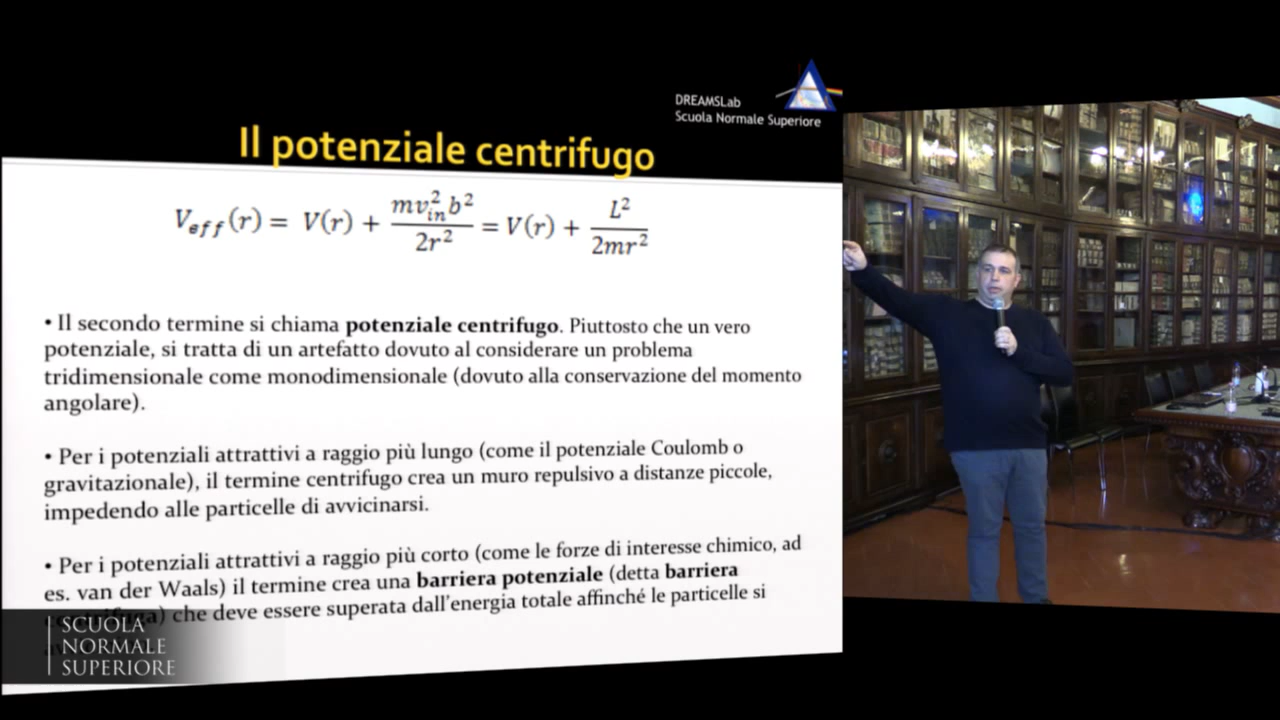 DREAMSLab
Scuola Normale Superiore
Il potenziale centrifugo
V_eff(r) = V(r) + mv_in^2 b^2 / 2r^2 = V(r) + L^2 / 2mr^2
• Il secondo termine si chiama potenziale centrifugo. Piuttosto che un vero
potenziale, si tratta di un artefatto dovuto al considerare un problema
tridimensionale come monodimensionale (dovuto alla conservazione del momento
angolare).
• Per i potenziali attrattivi a raggio più lungo (come il potenziale Coulomb o
gravitazionale), il termine centrifugo crea un muro repulsivo a distanze piccole,
impedendo alle particelle di avvicinarsi.
• Per i potenziali attrattivi a raggio più corto (come le forze di interesse chimico, ad
es. van der Waals) il termine crea una barriera potenziale (detta barriera
che deve essere superata dall'energia totale affinché le particelle si
SCUOLA
NORMALE
SUPERIORE